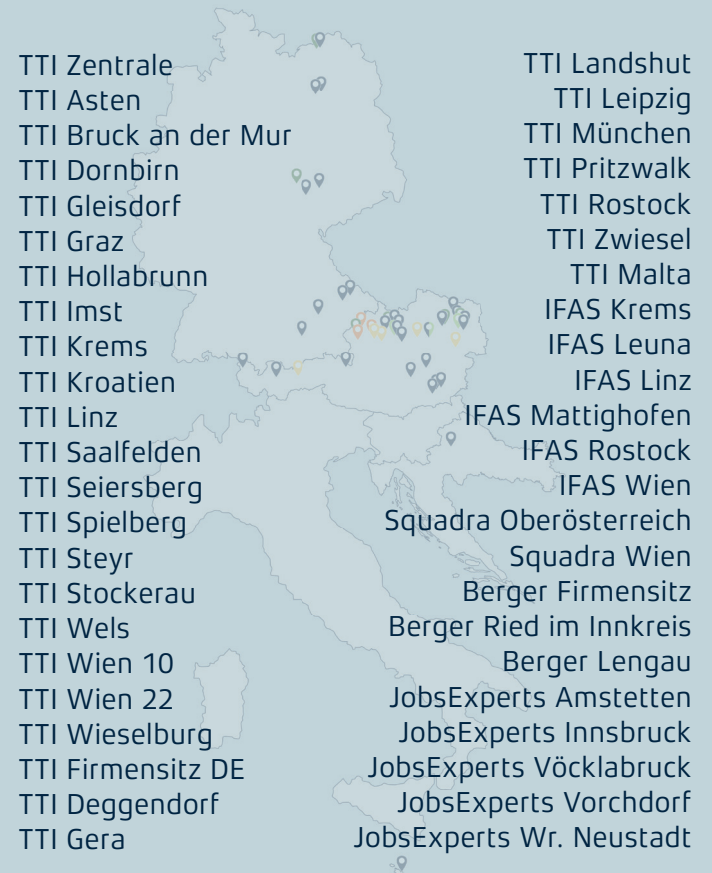 TTI Zentrale
TTI Asten
TTI Bruck an der Mur
TTI Dornbirn
TTI Gleisdorf
TTI Graz
TTI Hollabrunn
TTI Imst
TTI Krems
TTI Kroatien
TTI Linz
TTI Saalfelden
TTI Seiersberg
TTI Spielberg
TTI Steyr
TTI Stockerau
TTI Wels
TTI Wien 10
TTI Wien 22
TTI Wieselburg
TTI Firmensitz DE
TTI Deggendorf
TTI Gera
TTI Landshut
TTI Leipzig
TTI München
TTI Pritzwalk
TTI Rostock
TTI Zwiesel
TTI Malta
IFAS Krems
IFAS Leuna
IFAS Linz
IFAS Mattighofen
IFAS Rostock
IFAS Wien
Squadra Oberösterreich
Squadra Wien
Berger Firmensitz
Berger Ried im Innkreis
Berger Lengau
JobsExperts Amstetten
JobsExperts Innsbruck
JobsExperts Vöcklabruck
JobsExperts Vorchdorf
JobsExperts Wr. Neustadt